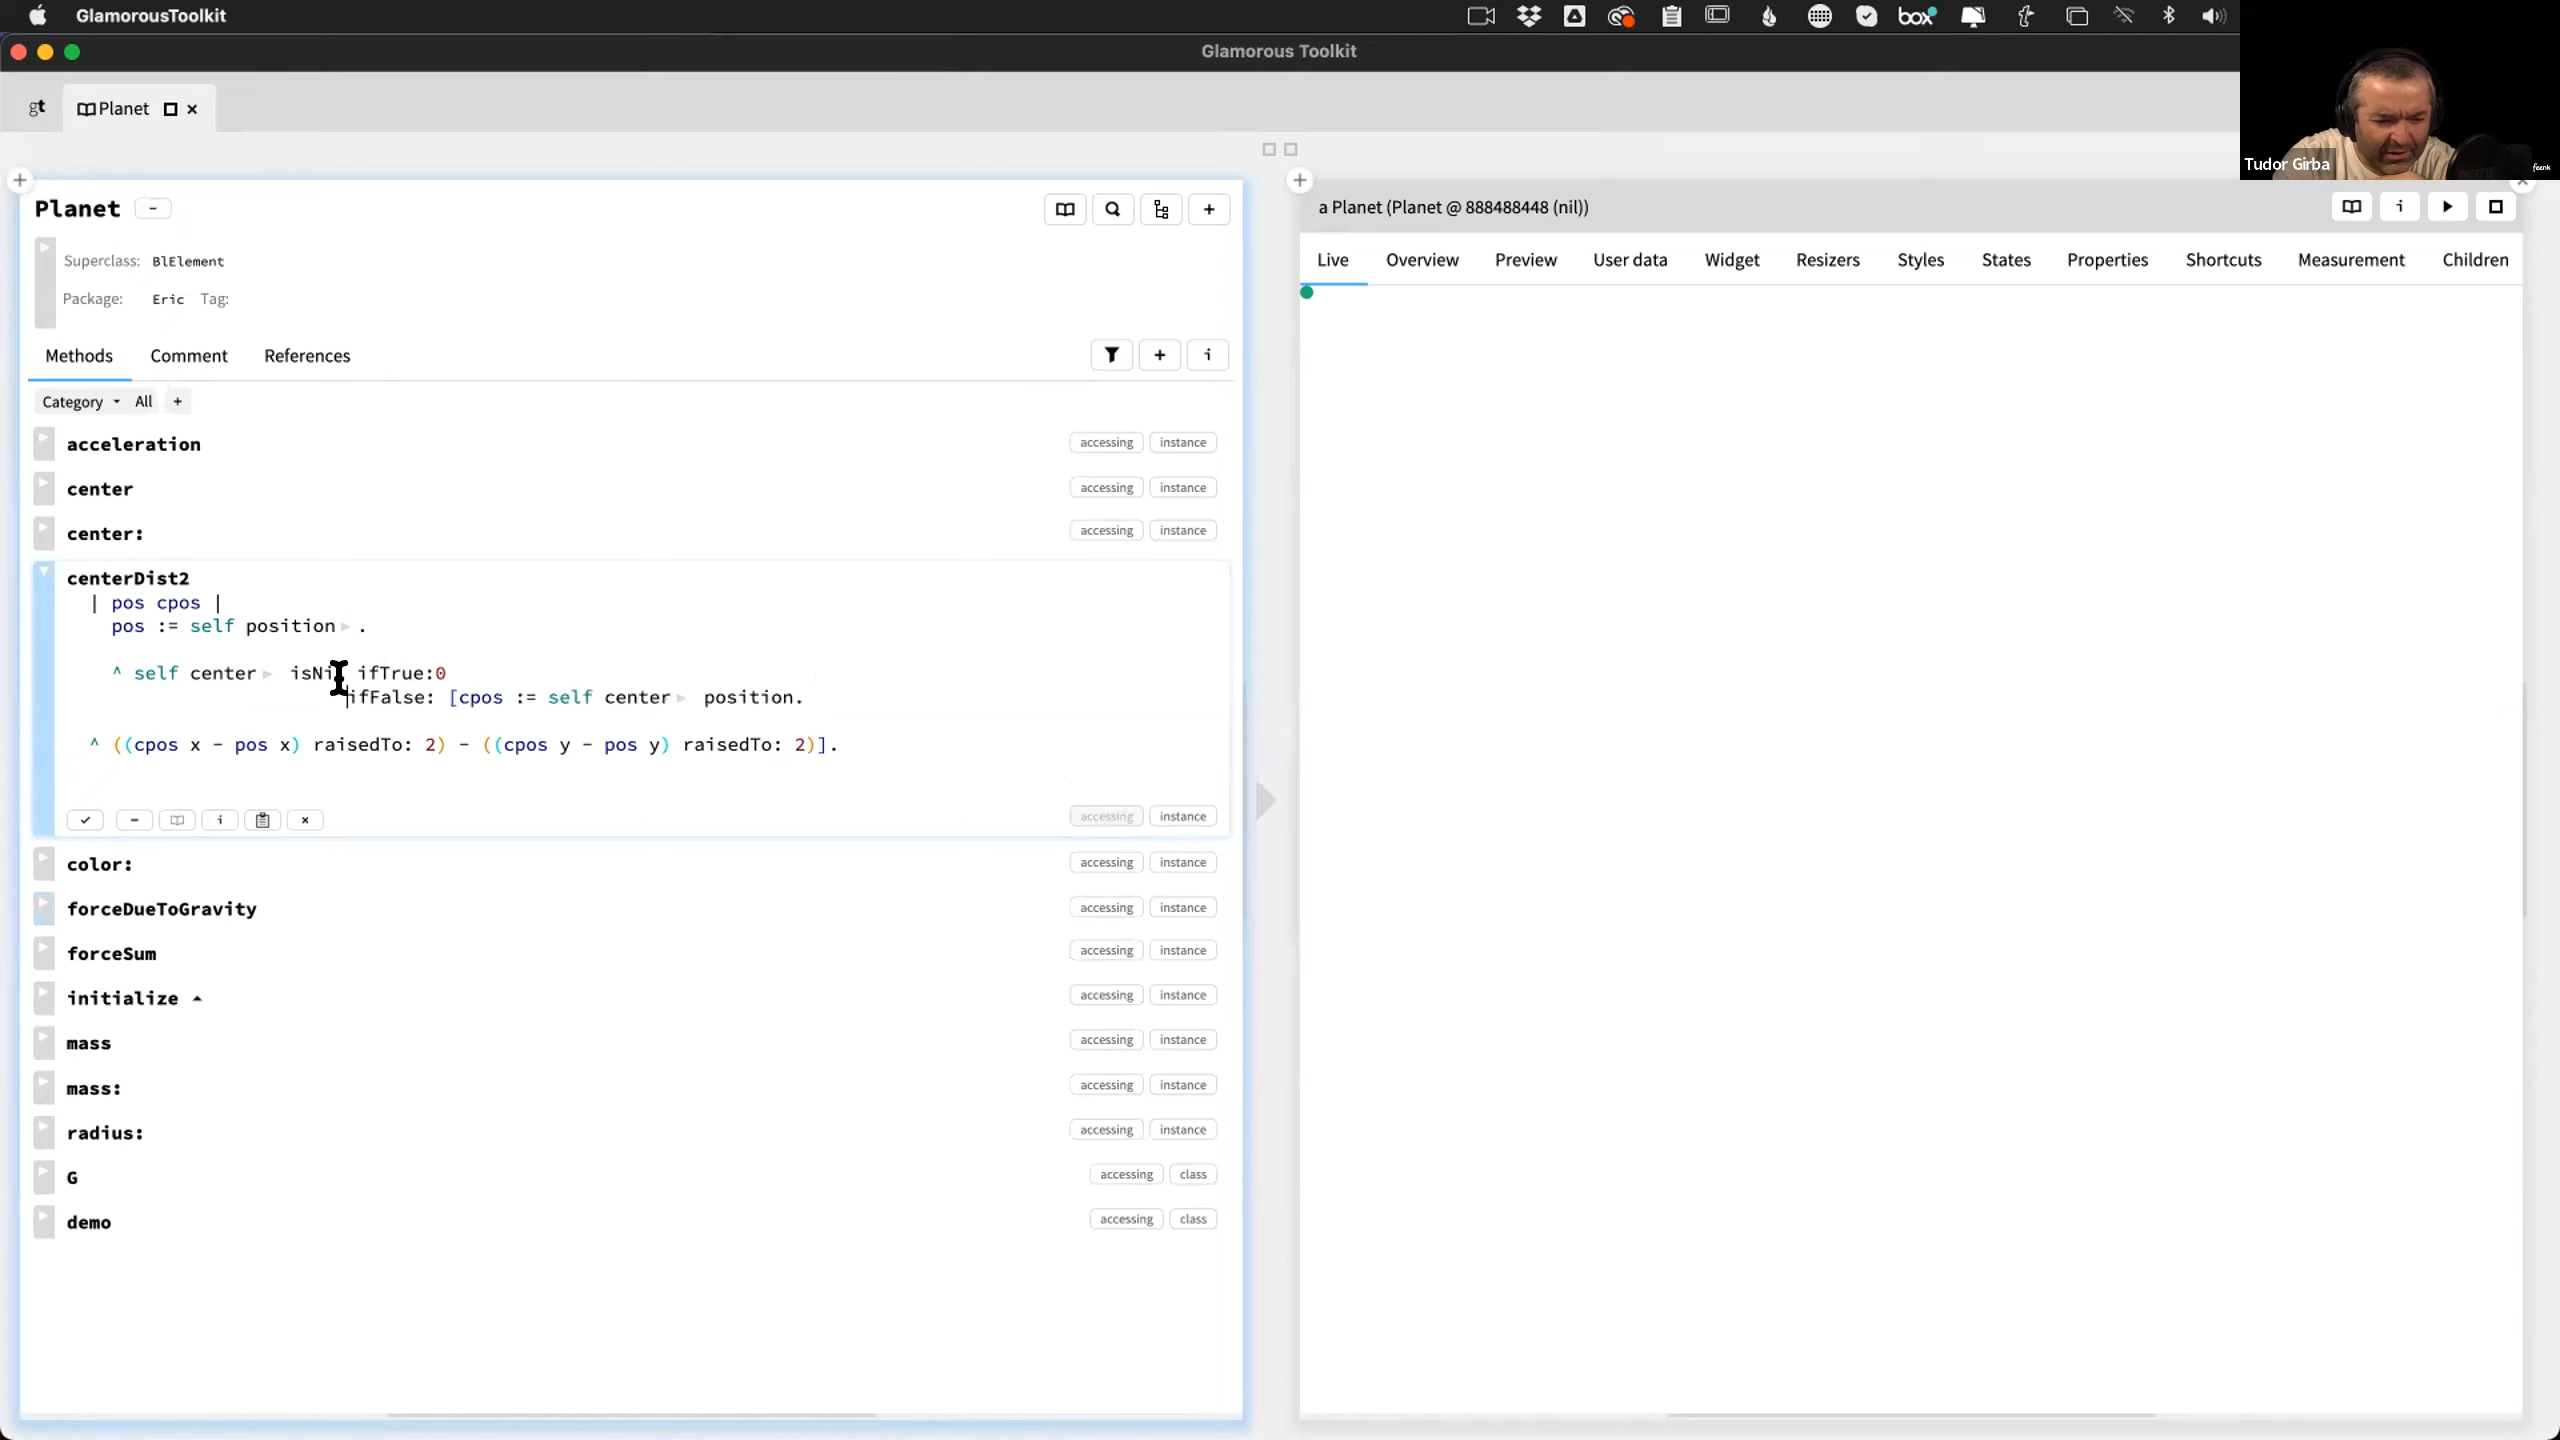 GlamorousToolkit
box
Glamorous Toolkit
gt
Planet
Tudor Girba
feenk
Planet
Superclass: BlElement
Package: Eric Tag:
Methods Comment References
Category All +
acceleration accessing instance
center accessing instance
center: accessing instance
centerDist2
| pos cpos |
pos := self position .
^ self center isNi ifTrue:0
ifFalse: [cpos := self center position.
^ ((cpos x - pos x) raisedTo: 2) - ((cpos y - pos y) raisedTo: 2)].
accessing instance
color: accessing instance
forceDueToGravity accessing instance
forceSum accessing instance
initialize accessing instance
mass accessing instance
mass: accessing instance
radius: accessing instance
G accessing class
demo accessing class
a Planet (Planet @ 888488448 (nil))
Live Overview Preview User data Widget Resizers Styles States Properties Shortcuts Measurement Children